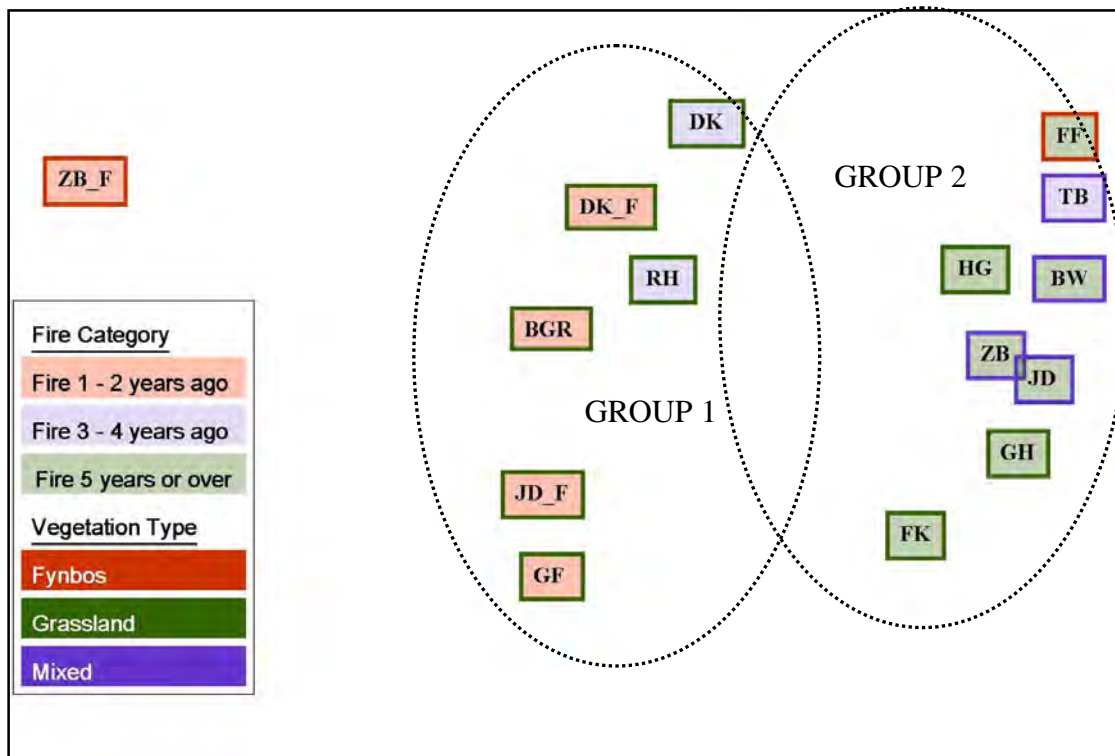 DK
FF
ZB_F
GROUP 2
DK_F
TB
HG
RH
BW
BGR
ZB
JD
GROUP 1
GH
JD_F
FK
GF
Fire Category
Fire 1 - 2 years ago
Fire 3 - 4 years ago
Fire 5 years or over
Vegetation Type
Fynbos
Grassland
Mixed